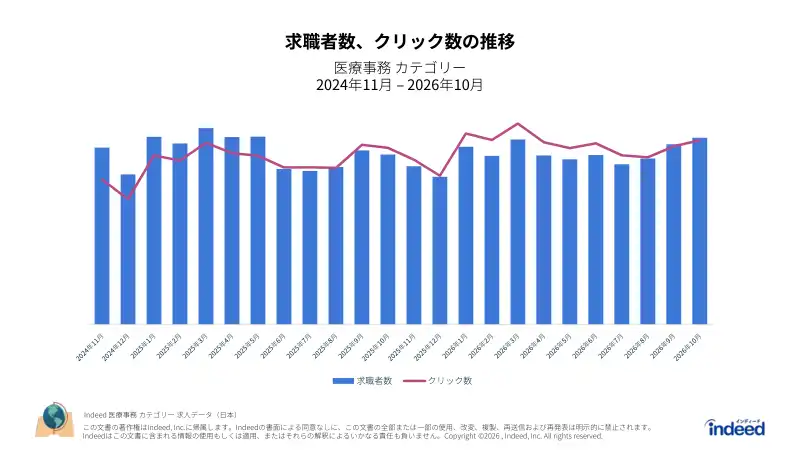 求職者数、クリック数の推移
医療事務 カテゴリー
2024年11月 – 2026年10月
2024年11月
2024年12月
2025年1月
2025年2月
2025年3月
2025年4月
2025年5月
2025年6月
2025年7月
2025年8月
2025年9月
2025年10月
2025年11月
2025年12月
2026年1月
2026年2月
2026年3月
2026年4月
2026年5月
2026年6月
2026年7月
2026年8月
2026年9月
2026年10月
求職者数 クリック数
Indeed 医療事務 カテゴリー 求人データ（日本）
この文書の著作権はIndeed, Inc.に帰属します。Indeedの書面による同意なしに、この文書の全部または一部の使用、改変、複製、再送信および再発表は明示的に禁止されます。
Indeedはこの文書に含まれる情報の使用もしくは適用、またはそれらの解釈によるいかなる責任も負いません。Copyright ©2026 , Indeed, Inc. All rights reserved.
インディード
indeed